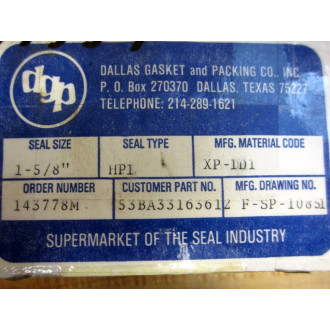 dgp
DALLAS GASKET and PACKING CO., INC.
P. O. Box 270370 DALLAS, TEXAS 75227
TELEPHONE: 214-289-1621
SEAL SIZE SEAL TYPE MFG. MATERIAL CODE
1-5/8" HP1 XP-1D1
ORDER NUMBER CUSTOMER PART NO. MFG. DRAWING NO.
143778M 53BA33163612 F-SP-10851
SUPERMARKET OF THE SEAL INDUSTRY